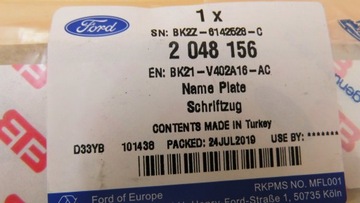 1 x
Ford
SN: BK2Z-6142528-C
2 048 156
EN: BK21-V402A16-AC
Name Plate
Schriftzug
CONTENTS MADE IN Turkey
D33YB 101438 PACKED: 24JUL2019 USE BY:*******
RKPMS NO. MFL001
Ford of Europe
Henry-Ford-Straße 1, 50735 Köln